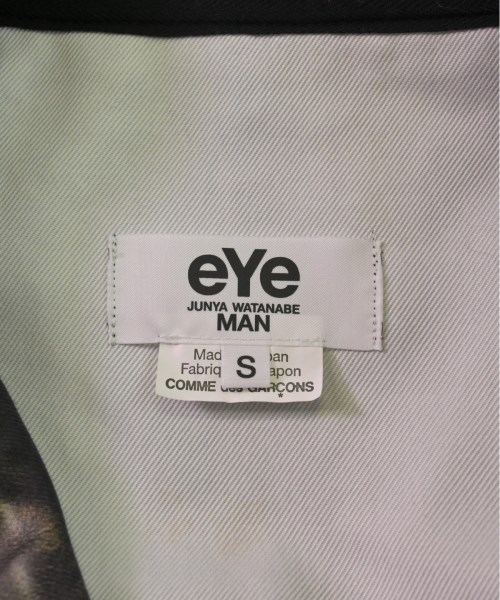 eYe
JUNYA WATANABE
MAN
Mad pan
S
Fabriq apon
COMME des GARÇONS